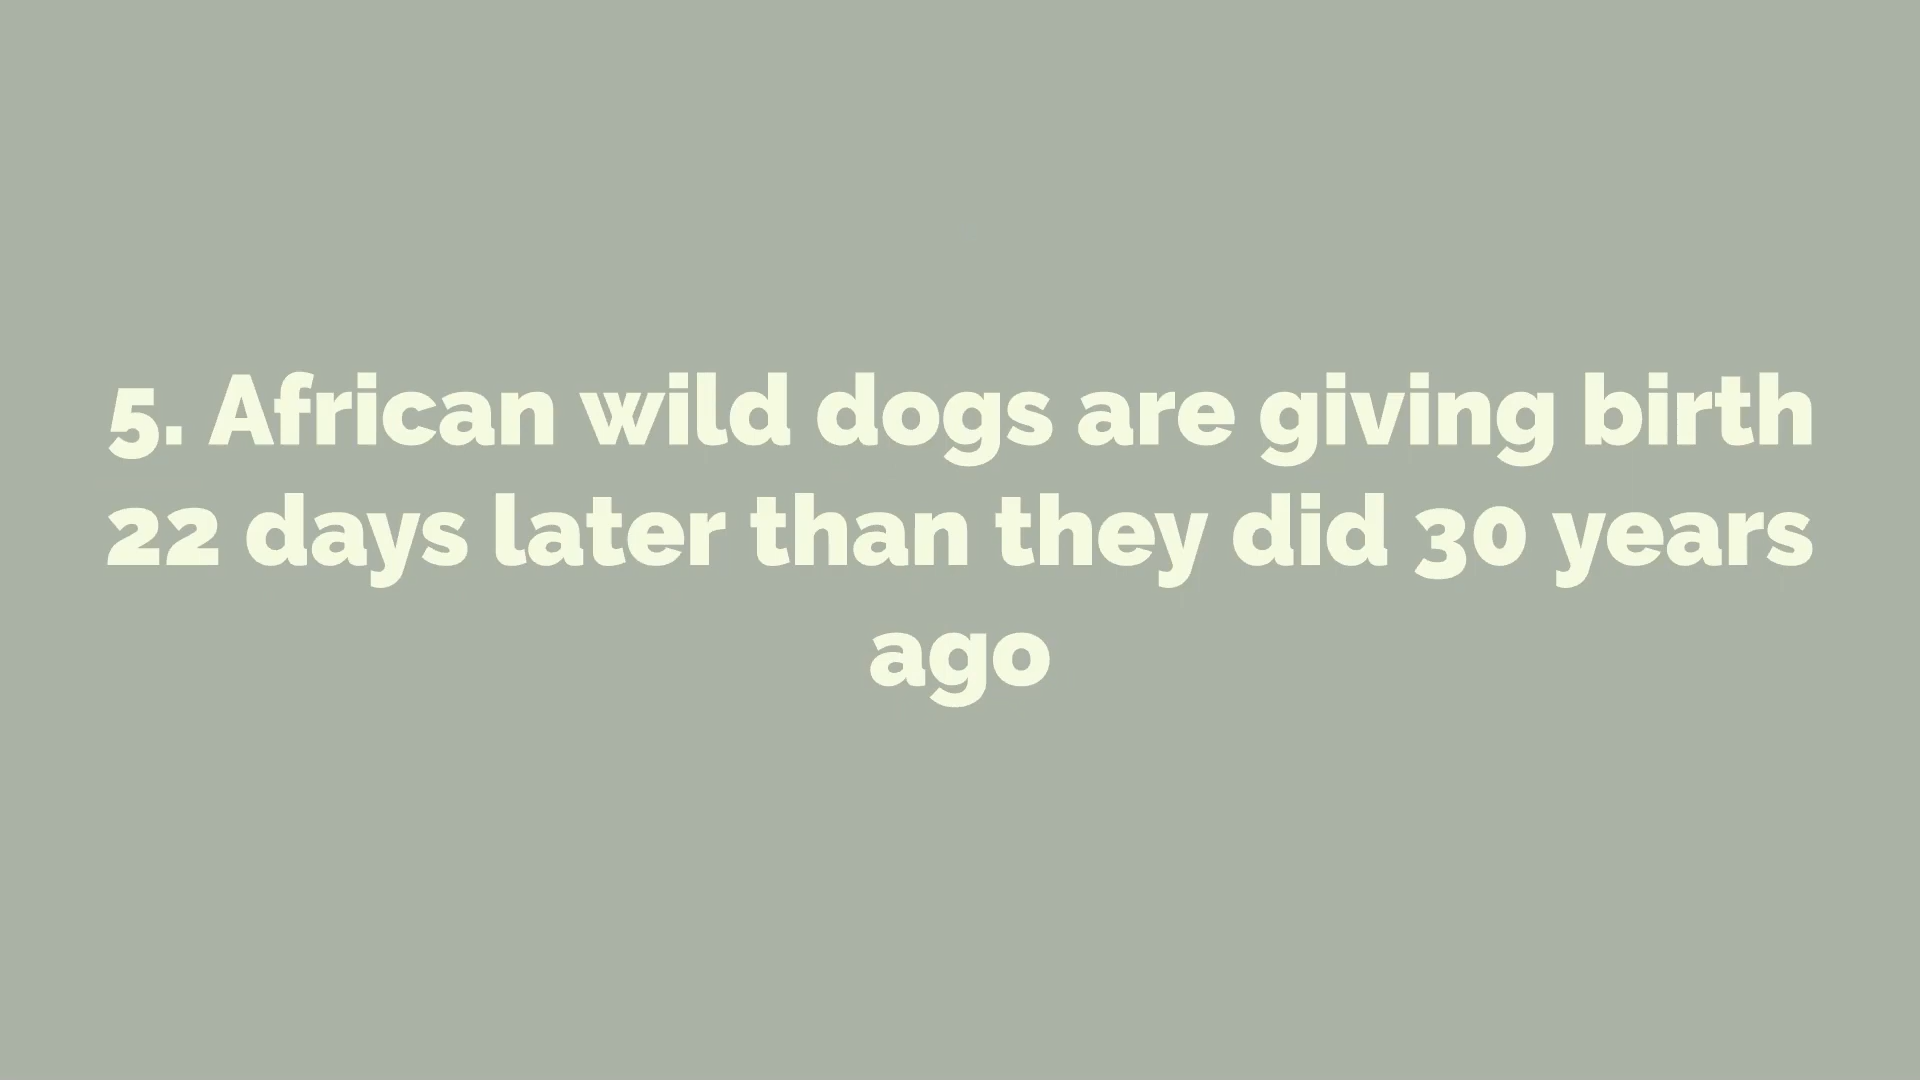 5. African wild dogs are giving birth
22 days later than they did 30 years
ago